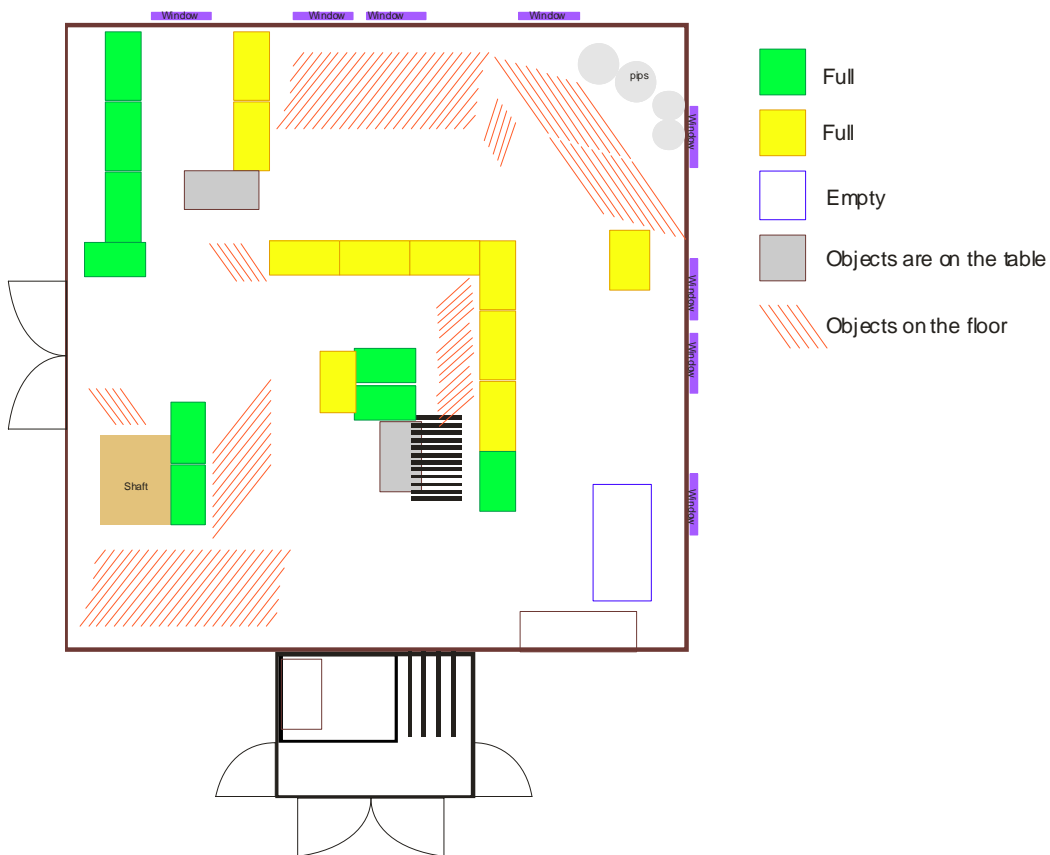 Window
Window
Window
Window
pips
Window
Window
Window
Window
Shaft
Full
Full
Empty
Objects are on the table
Objects on the floor